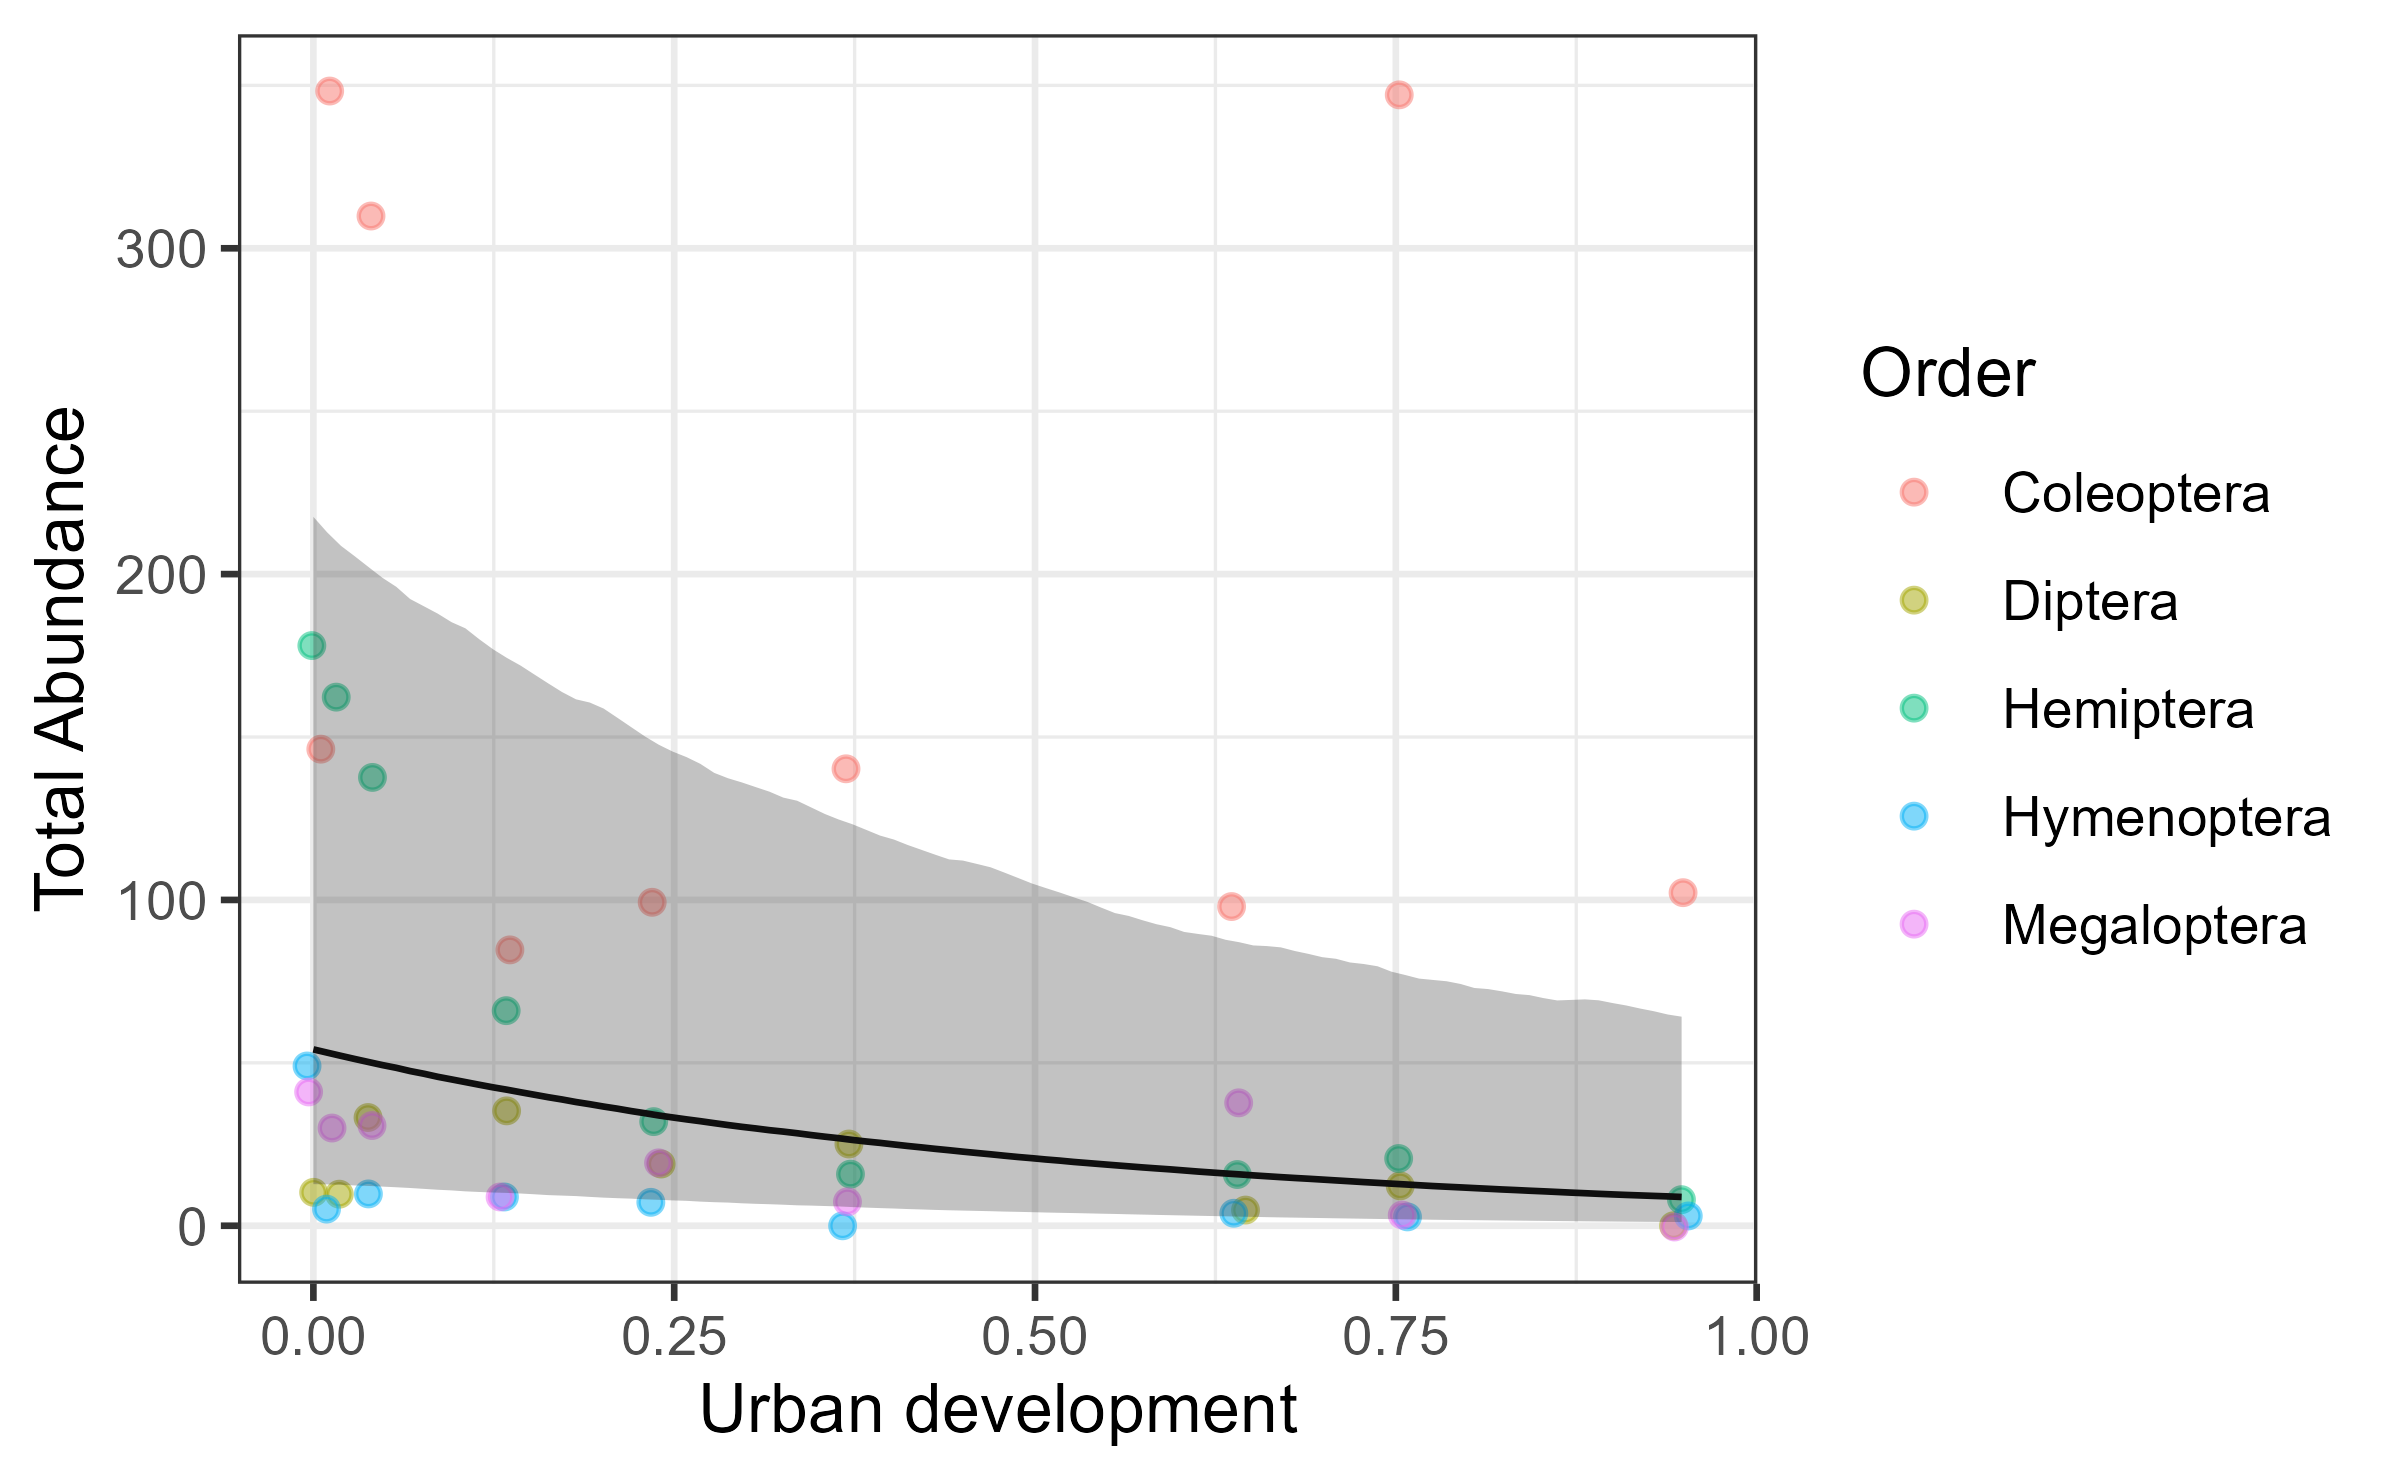 Total Abundance
300
200
100
0
0.00 0.25 0.50 0.75 1.00
Urban development
Order
Coleoptera
Diptera
Hemiptera
Hymenoptera
Megaloptera